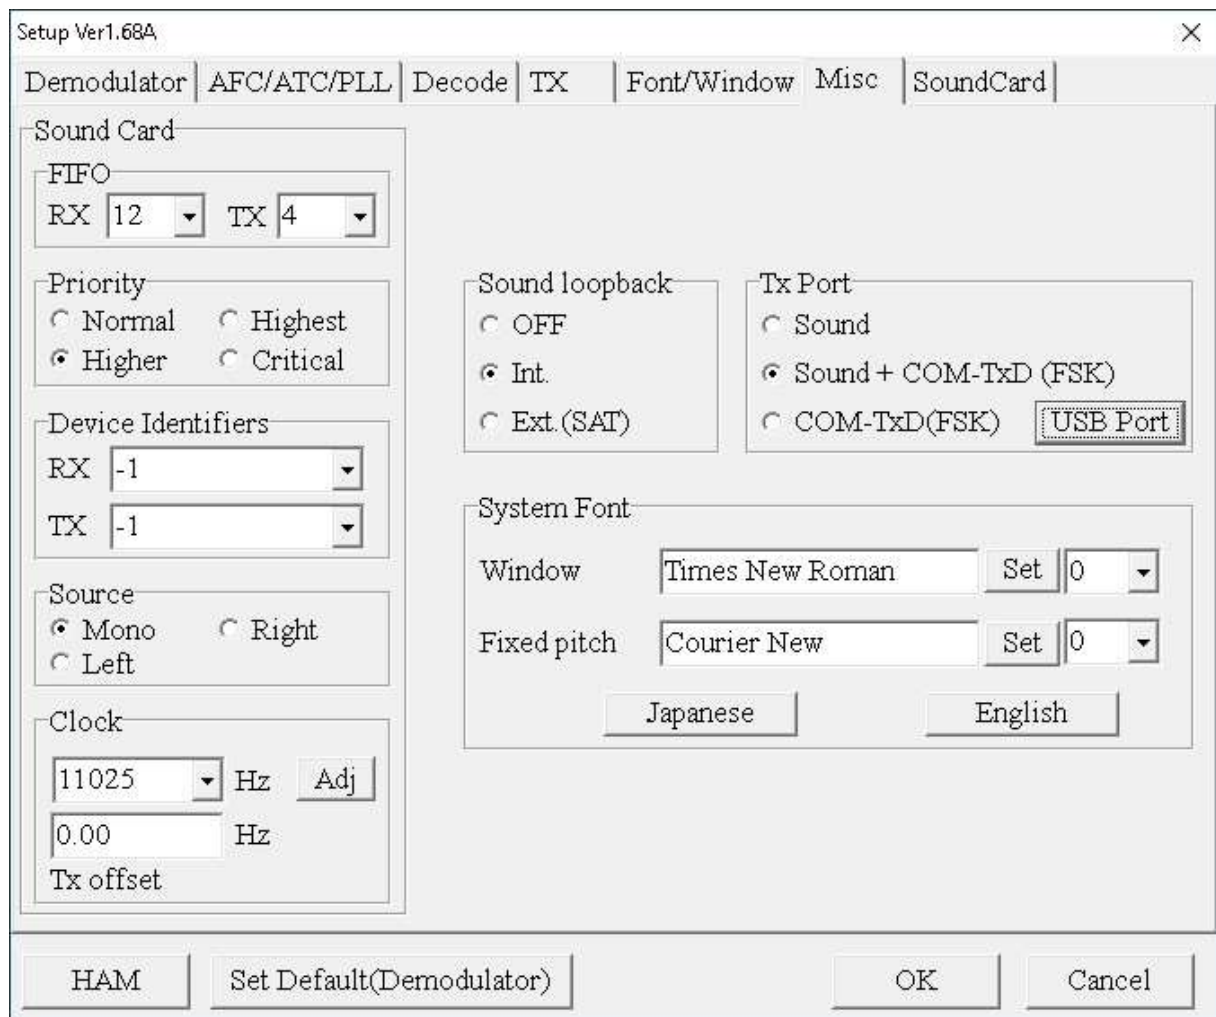 Setup Ver1.68A
Demodulator AFC/ATC/PLL Decode TX Font/Window Misc SoundCard
Sound Card
FIFO
RX 12 TX 4
Priority
Normal Highest
Higher Critical
Device Identifiers
RX -1
TX -1
Source
Mono Right
Left
Clock
11025 Hz Adj
0.00 Hz
Tx offset
Sound loopback
OFF
Int.
Ext.(SAT)
Tx Port
Sound
Sound + COM-TxD (FSK)
COM-TxD(FSK) USB Port
System Font
Window Times New Roman Set 0
Fixed pitch Courier New Set 0
Japanese English
HAM Set Default(Demodulator) OK Cancel